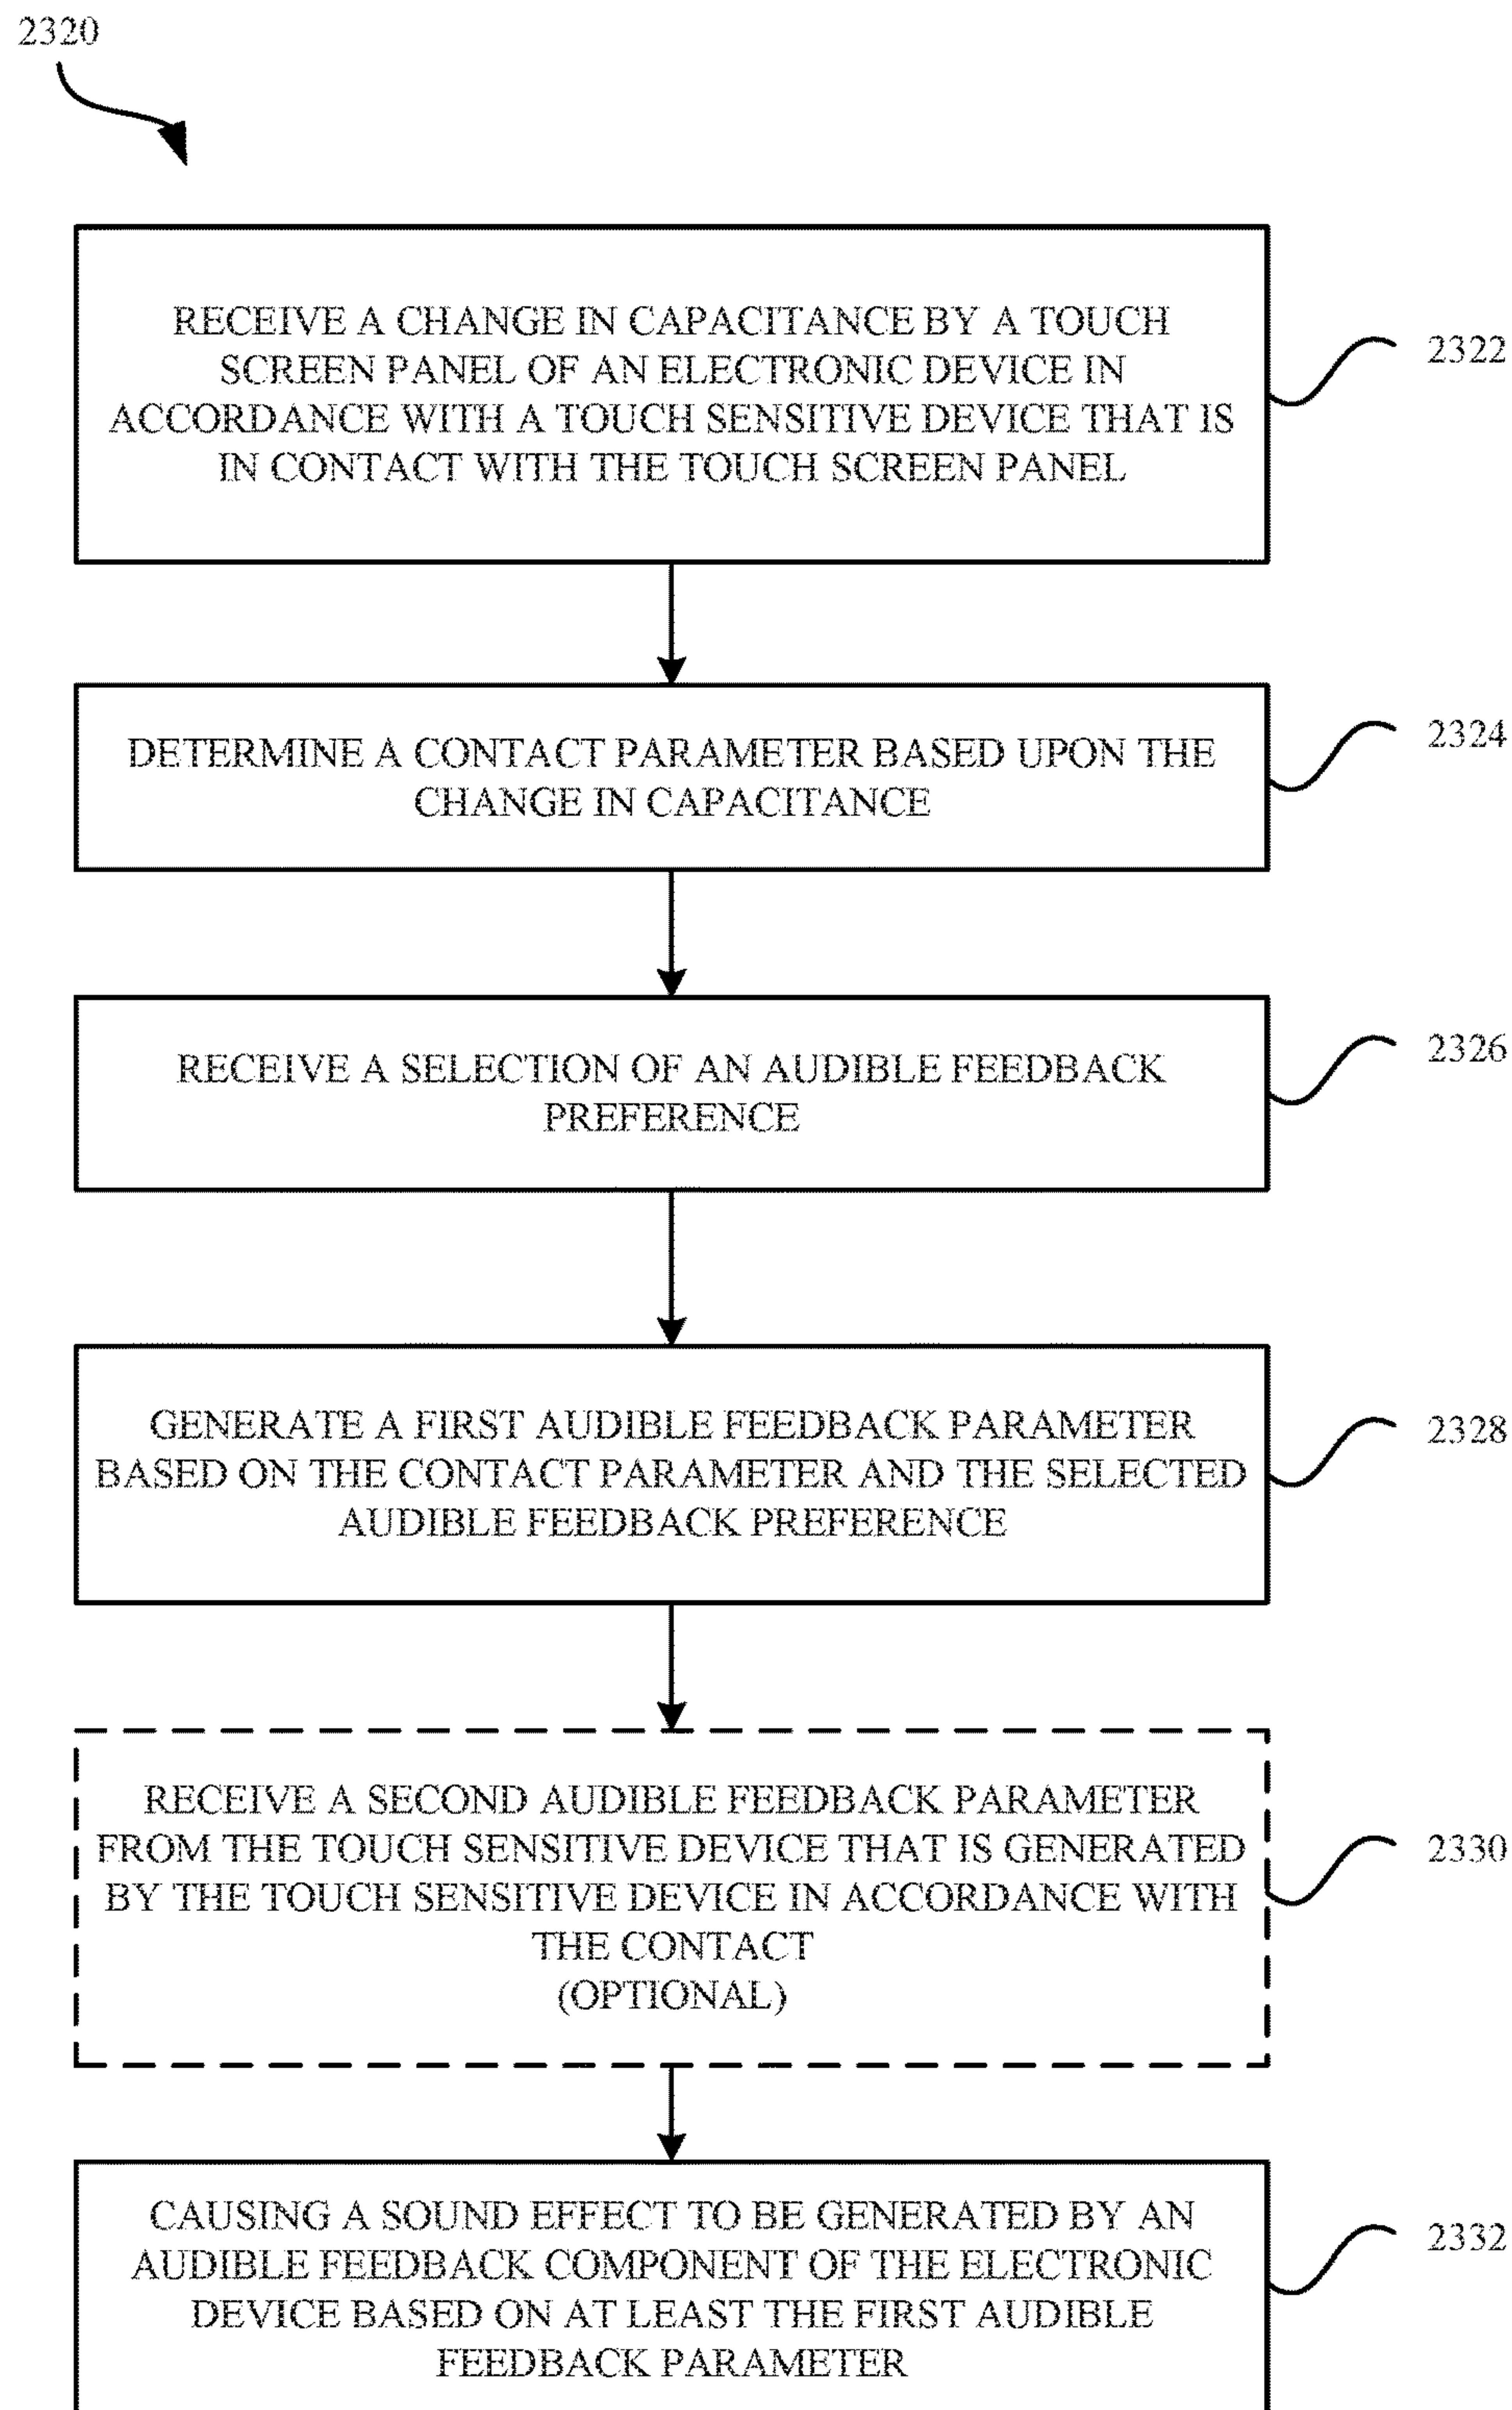 2320
RECEIVE A CHANGE IN CAPACITANCE BY A TOUCH
SCREEN PANEL OF AN ELECTRONIC DEVICE IN
ACCORDANCE WITH A TOUCH SENSITIVE DEVICE THAT IS
IN CONTACT WITH THE TOUCH SCREEN PANEL
2322
DETERMINE A CONTACT PARAMETER BASED UPON THE
CHANGE IN CAPACITANCE
2324
RECEIVE A SELECTION OF AN AUDIBLE FEEDBACK
PREFERENCE
2326
GENERATE A FIRST AUDIBLE FEEDBACK PARAMETER
BASED ON THE CONTACT PARAMETER AND THE SELECTED
AUDIBLE FEEDBACK PREFERENCE
2328
RECEIVE A SECOND AUDIBLE FEEDBACK PARAMETER
FROM THE TOUCH SENSITIVE DEVICE THAT IS GENERATED
BY THE TOUCH SENSITIVE DEVICE IN ACCORDANCE WITH
THE CONTACT
(OPTIONAL)
2330
CAUSING A SOUND EFFECT TO BE GENERATED BY AN
AUDIBLE FEEDBACK COMPONENT OF THE ELECTRONIC
DEVICE BASED ON AT LEAST THE FIRST AUDIBLE
FEEDBACK PARAMETER
2332